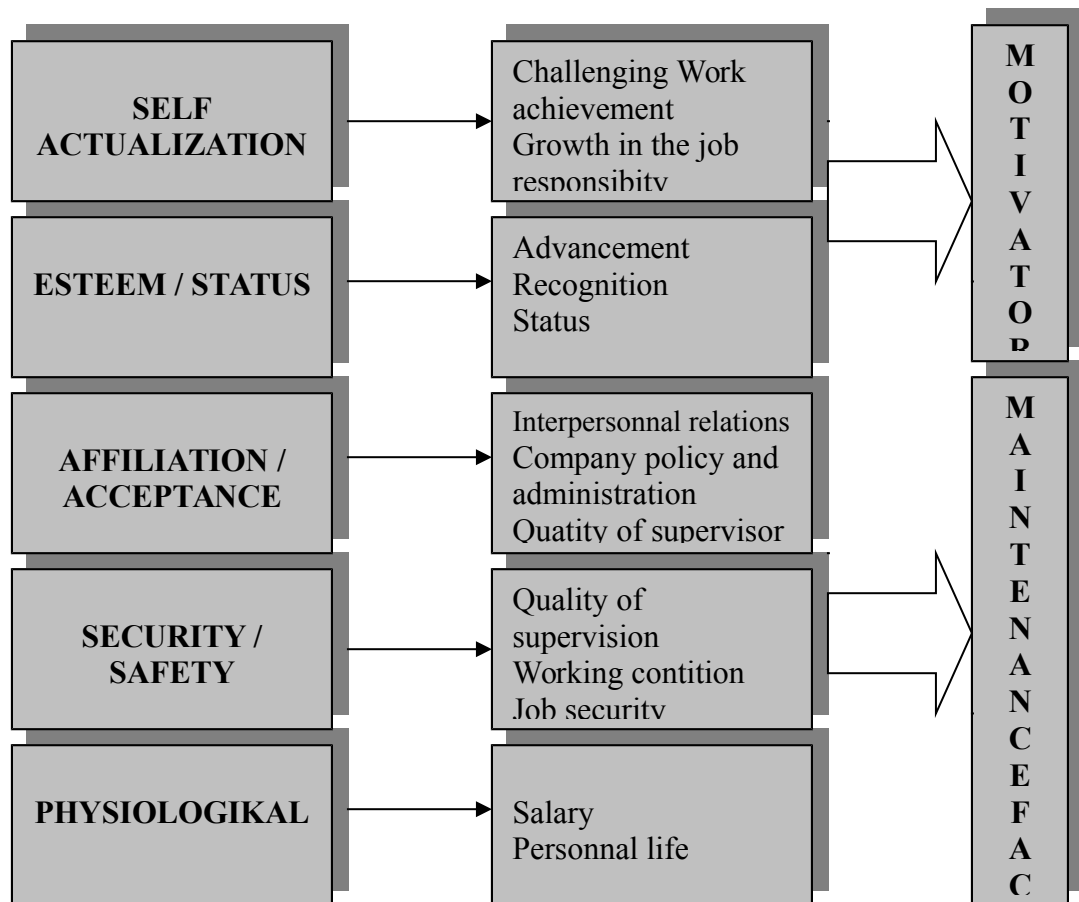 SELF
ACTUALIZATION
Challenging Work
achievement
Growth in the job
responsibity
ESTEEM / STATUS
Advancement
Recognition
Status
AFFILIATION /
ACCEPTANCE
Interpersonnal relations
Company policy and
administration
Quatity of supervisor
SECURITY /
SAFETY
Quality of
supervision
Working contition
Job security
PHYSIOLOGIKAL
Salary
Personnal life
M
O
T
I
V
A
T
O
R
M
A
I
N
T
E
N
A
N
C
E
F
A
C